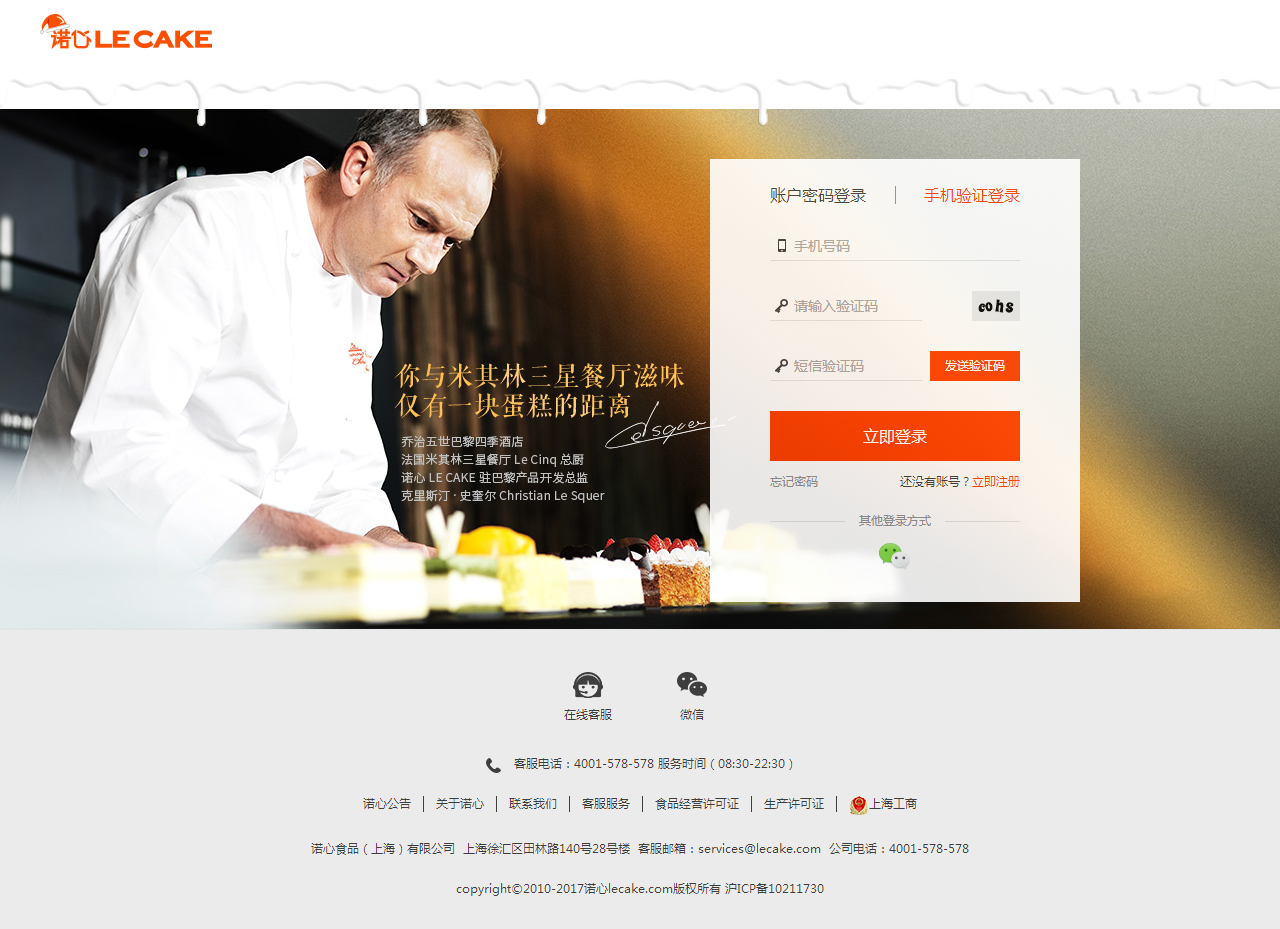 诺心LE CAKE
账户密码登录
手机验证登录
手机号码
请输入验证码
cohs
短信验证码
发送验证码
立即登录
忘记密码
还没有账号？立即注册
其他登录方式
你与米其林三星餐厅滋味
仅有一块蛋糕的距离
乔治五世巴黎四季酒店
法国米其林三星餐厅 Le Cinq 总厨
诺心 LE CAKE 驻巴黎产品开发总监
克里斯汀 · 史奎尔 Christian Le Squer
在线客服
微信
客服电话：4001-578-578 服务时间（08:30-22:30）
诺心公告
关于诺心
联系我们
客服服务
食品经营许可证
生产许可证
上海工商
诺心食品（上海）有限公司 上海徐汇区田林路140号28号楼 客服邮箱：services@lecake.com 公司电话：4001-578-578
copyright©2010-2017诺心lecake.com版权所有 沪ICP备10211730